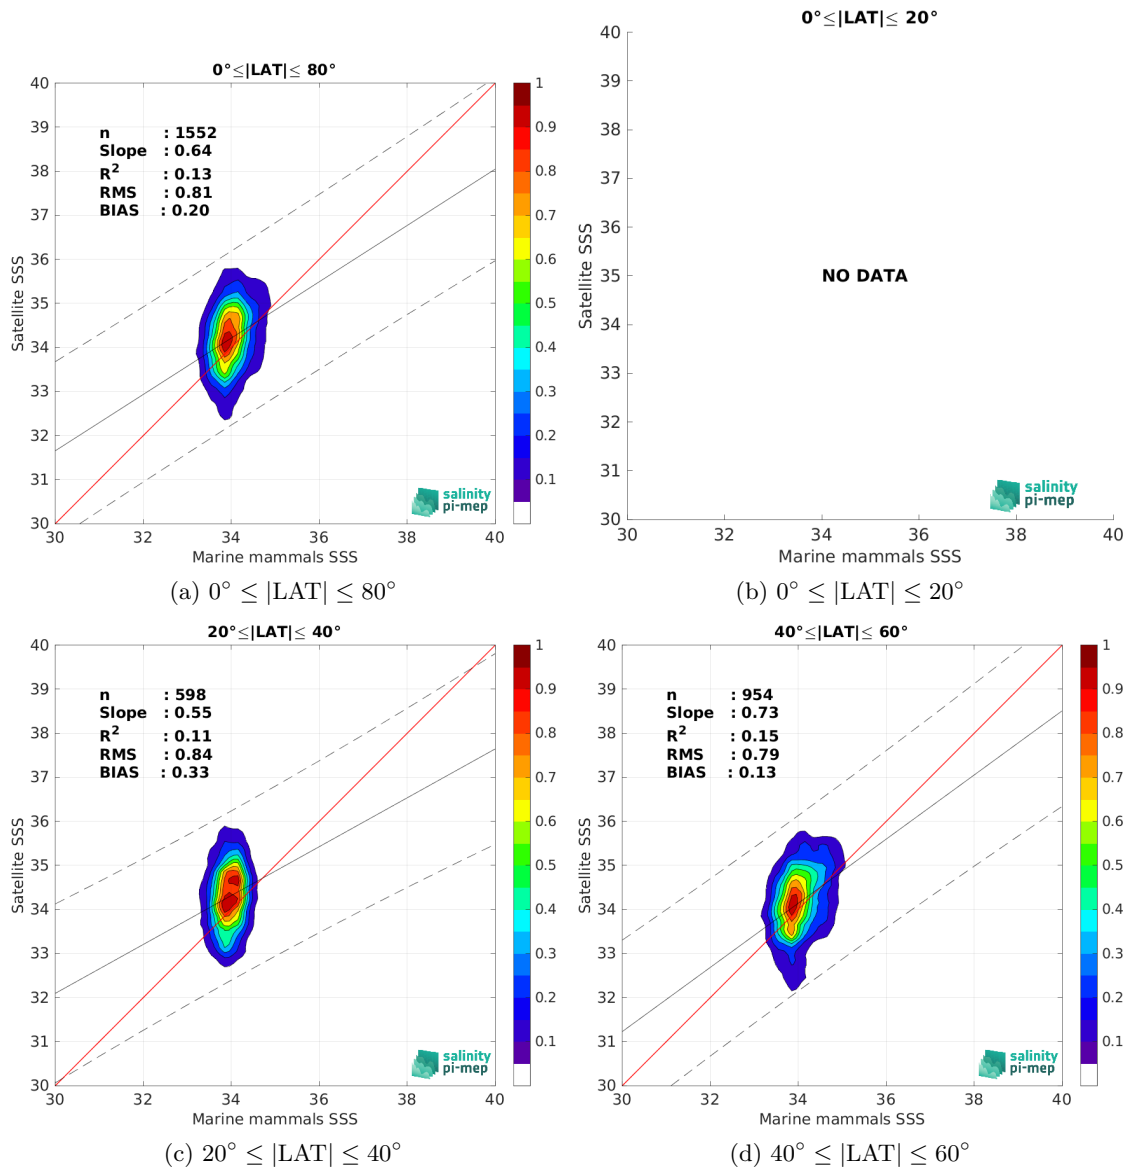 0°≤|LAT|≤ 80°
40
39
38
37
36
35
34
33
32
31
30
Satellite SSS
n : 1552
Slope : 0.64
R² : 0.13
RMS : 0.81
BIAS : 0.20
salinity
pi-mep
30 32 34 36 38 40
Marine mammals SSS
1
0.9
0.8
0.7
0.6
0.5
0.4
0.3
0.2
0.1
(a) 0° ≤ |LAT| ≤ 80°
0°≤|LAT|≤ 20°
40
39
38
37
36
35
34
33
32
31
30
Satellite SSS
NO DATA
salinity
pi-mep
30 32 34 36 38 40
Marine mammals SSS
(b) 0° ≤ |LAT| ≤ 20°
20°≤|LAT|≤ 40°
40
39
38
37
36
35
34
33
32
31
30
Satellite SSS
n : 598
Slope : 0.55
R² : 0.11
RMS : 0.84
BIAS : 0.33
salinity
pi-mep
30 32 34 36 38 40
Marine mammals SSS
1
0.9
0.8
0.7
0.6
0.5
0.4
0.3
0.2
0.1
(c) 20° ≤ |LAT| ≤ 40°
40°≤|LAT|≤ 60°
40
39
38
37
36
35
34
33
32
31
30
Satellite SSS
n : 954
Slope : 0.73
R² : 0.15
RMS : 0.79
BIAS : 0.13
salinity
pi-mep
30 32 34 36 38 40
Marine mammals SSS
1
0.9
0.8
0.7
0.6
0.5
0.4
0.3
0.2
0.1
(d) 40° ≤ |LAT| ≤ 60°